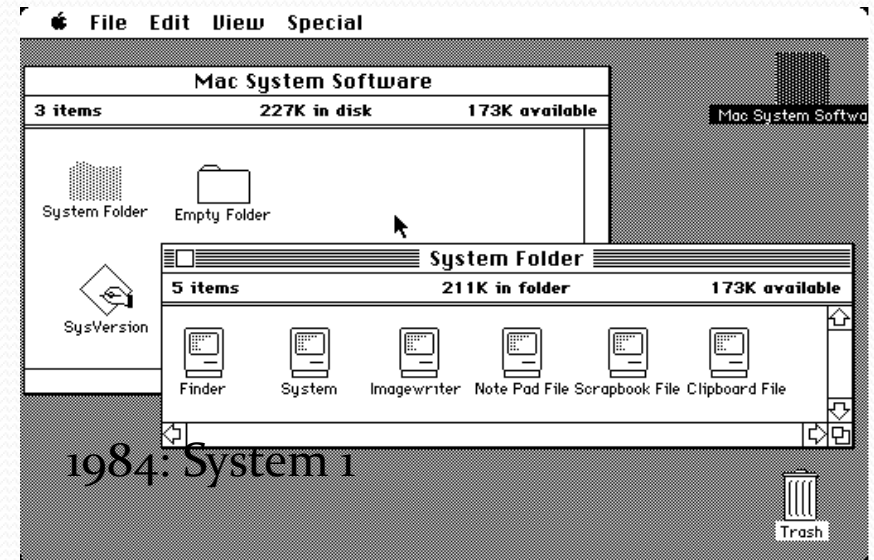 File Edit View Special
Mac System Software
3 items 227K in disk 173K available
Mac System Softwa
System Folder Empty Folder
SysVersion
System Folder
5 items 211K in folder 173K available
Finder System Imagewriter Note Pad File Scrapbook File Clipboard File
1984: System 1
Trash